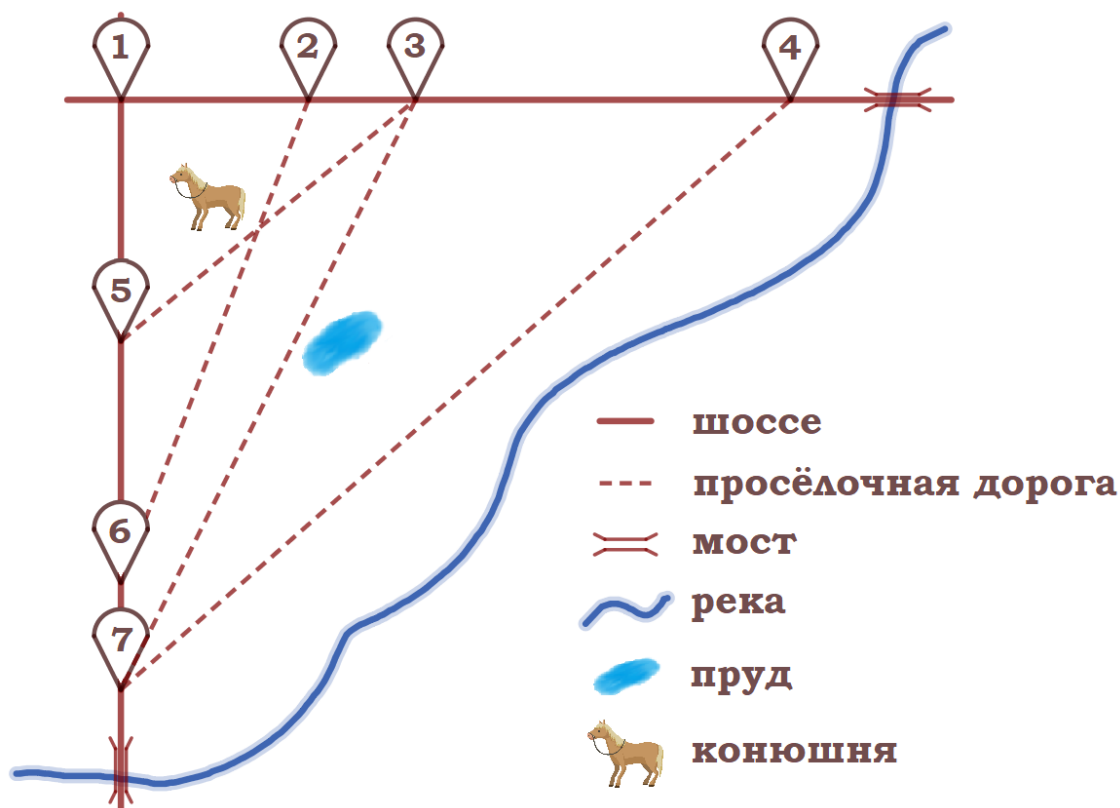 1 2 3 4
5
6
7
шоссе
просёлочная дорога
мост
река
пруд
конюшня